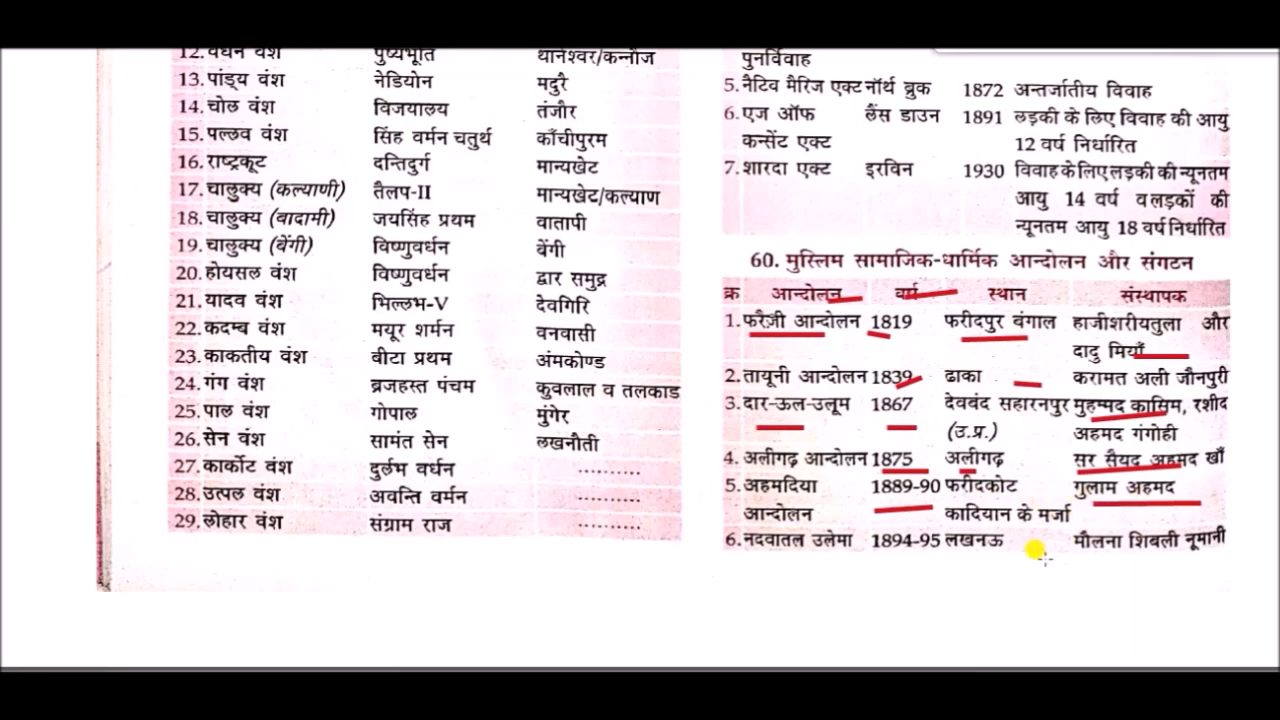 12. वर्धन वंश पुष्यभूति थानेश्वर/कन्नौज
13. पांड्य वंश नेडियोन मदुरै
14. चोल वंश विजयालय तंजौर
15. पल्लव वंश सिंह वर्मन चतुर्थ काँचीपुरम
16. राष्ट्रकूट दन्तिदुर्ग मान्यखेट
17. चालुक्य (कल्याणी) तैलप-II मान्यखेट/कल्याण
18. चालुक्य (वादामी) जयसिंह प्रथम वातापी
19. चालुक्य (बेंगी) विष्णुवर्धन बेंगी
20. होयसल वंश विष्णुवर्धन द्वार समुद्र
21. यादव वंश भिल्लभ-V देवगिरि
22. कदम्ब वंश मयूर शर्मन वनवासी
23. काकतीय वंश बीटा प्रथम अंमकोण्ड
24. गंग वंश ब्रजहस्त पंचम कुवलाल व तलकाड
25. पाल वंश गोपाल मुंगेर
26. सेन वंश सामंत सेन लखनौती
27. कार्कोट वंश दुर्लभ वर्धन ..........
28. उत्पल वंश अवन्ति वर्मन ..........
29. लोहार वंश संग्राम राज ..........
पुनर्विवाह
5. नैटिव मैरिज एक्ट नॉर्थ ब्रुक 1872 अन्तर्जातीय विवाह
6. एज ऑफ लैंस डाउन 1891 लड़की के लिए विवाह की आयु
कन्सेंट एक्ट 12 वर्ष निर्धारित
7. शारदा एक्ट इरविन 1930 विवाह के लिए लड़की की न्यूनतम
आयु 14 वर्ष व लड़कों की
न्यूनतम आयु 18 वर्ष निर्धारित
60. मुस्लिम सामाजिक-धार्मिक आन्दोलन और संगटन
क्र आन्दोलन वर्ष स्थान संस्थापक
1. फरैज़ी आन्दोलन 1819 फरीदपुर बंगाल हाजीशरीयतुला और
दादु मियाँ
2. तायूनी आन्दोलन 1839 ढाका करामत अली जौनपुरी
3. दार-ऊल-उलूम 1867 देवबंद सहारनपुर मुहम्मद कासिम, रशीद
(उ.प्र.) अहमद गंगोही
4. अलीगढ़ आन्दोलन 1875 अलीगढ़ सर सैयद अहमद खाँ
5. अहमदिया 1889-90 फरीदकोट गुलाम अहमद
आन्दोलन कादियान के मर्जा
6. नदवातल उलेमा 1894-95 लखनऊ मौलना शिबली नूमानी